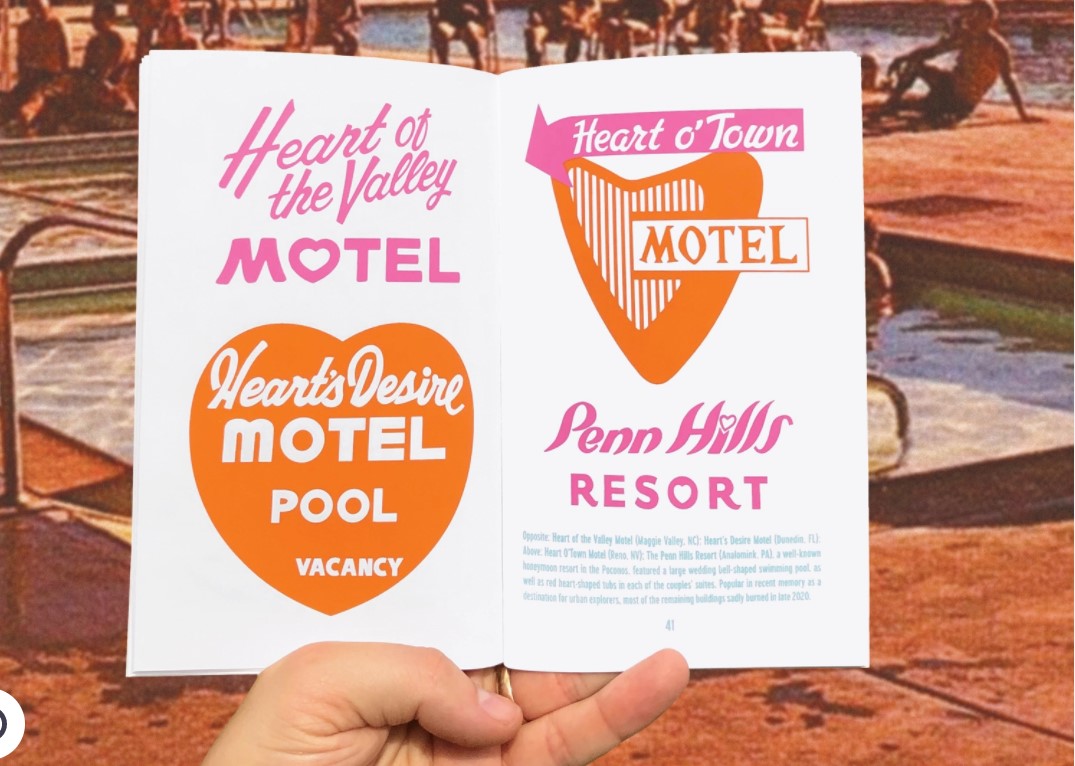 Heart of
the Valley
MOTEL
Heart's Desire
MOTEL
POOL
VACANCY
Heart o' Town
MOTEL
Penn Hills
RESORT
Opposite: Heart of the Valley Motel (Maggie Valley, NC); Heart's Desire Motel (Dunedin, FL);
Above: Heart O'Town Motel (Reno, NV); The Penn Hills Resort (Analomink, PA), a well-known
honeymoon resort in the Poconos, featured a large wedding bell-shaped swimming pool, as
well as red heart-shaped tubs in each of the couples' suites. Popular in recent memory as a
destination for urban explorers, most of the remaining buildings sadly burned in late 2020.
41